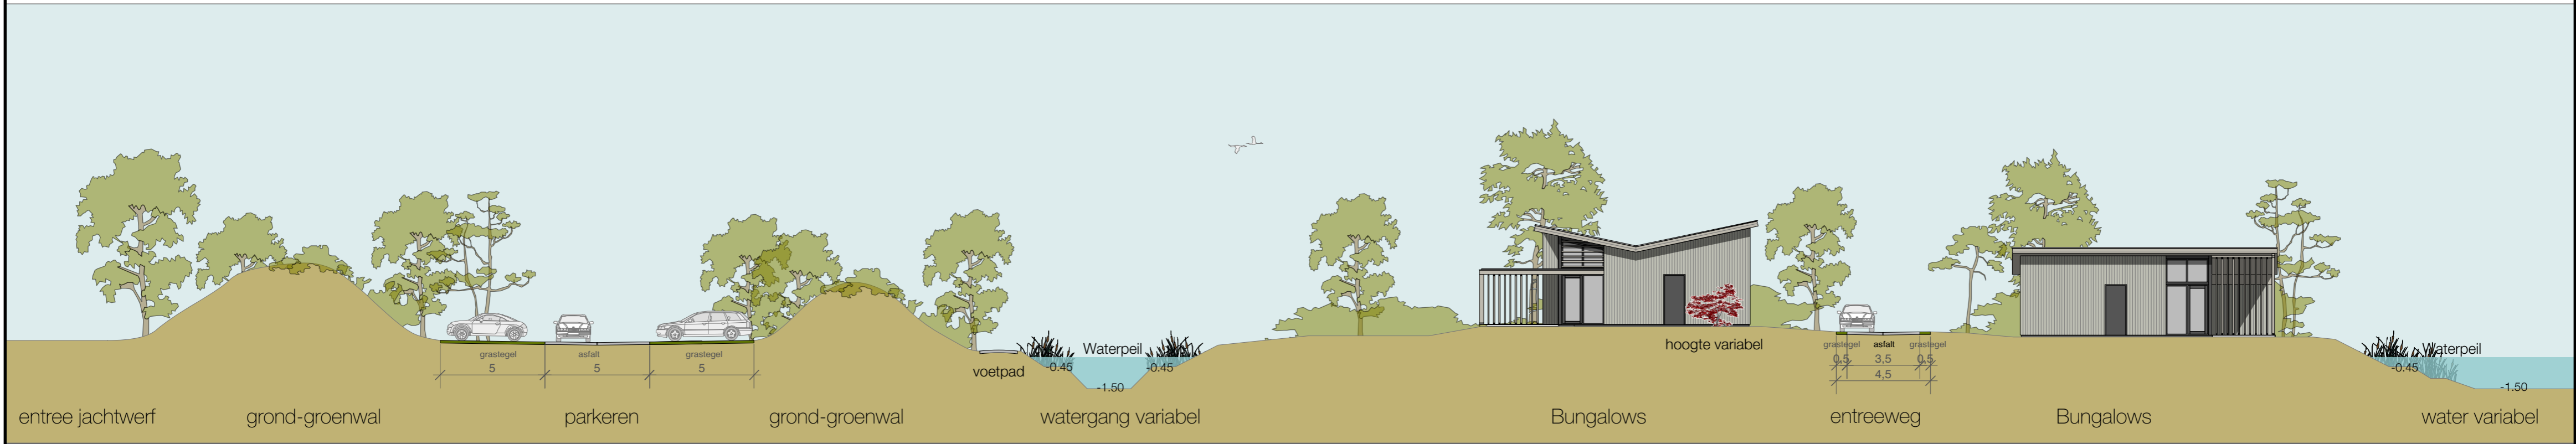 grastegel asfalt grastegel
5 5 5
voetpad
Waterpeil
-0.45 -0.45
-1.50
hoogte variabel
grastegel asfalt grastegel
0,5 3,5 0,5
4,5
Waterpeil
-0.45
-1.50
entree jachtwerf grond-groenwal parkeren grond-groenwal watergang variabel Bungalows entreeweg Bungalows water variabel